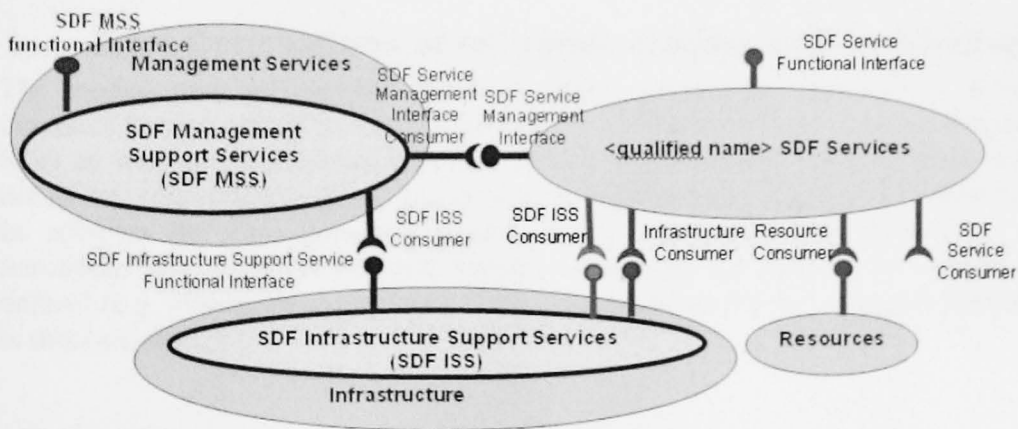 SDF MSS
functional Interface
Management Services
SDF Management
Support Services
(SDF MSS)
SDF Service
Management
Interface
Consumer
SDF Service
Management
Interface
SDF Service
Functional Interface
<qualified name> SDF Services
SDF ISS
Consumer
SDF Infrastructure Support Service
Functional Interface
SDF ISS
Consumer
Infrastructure
Consumer
Resource
Consumer
SDF
Service
Consumer
SDF Infrastructure Support Services
(SDF ISS)
Infrastructure
Resources